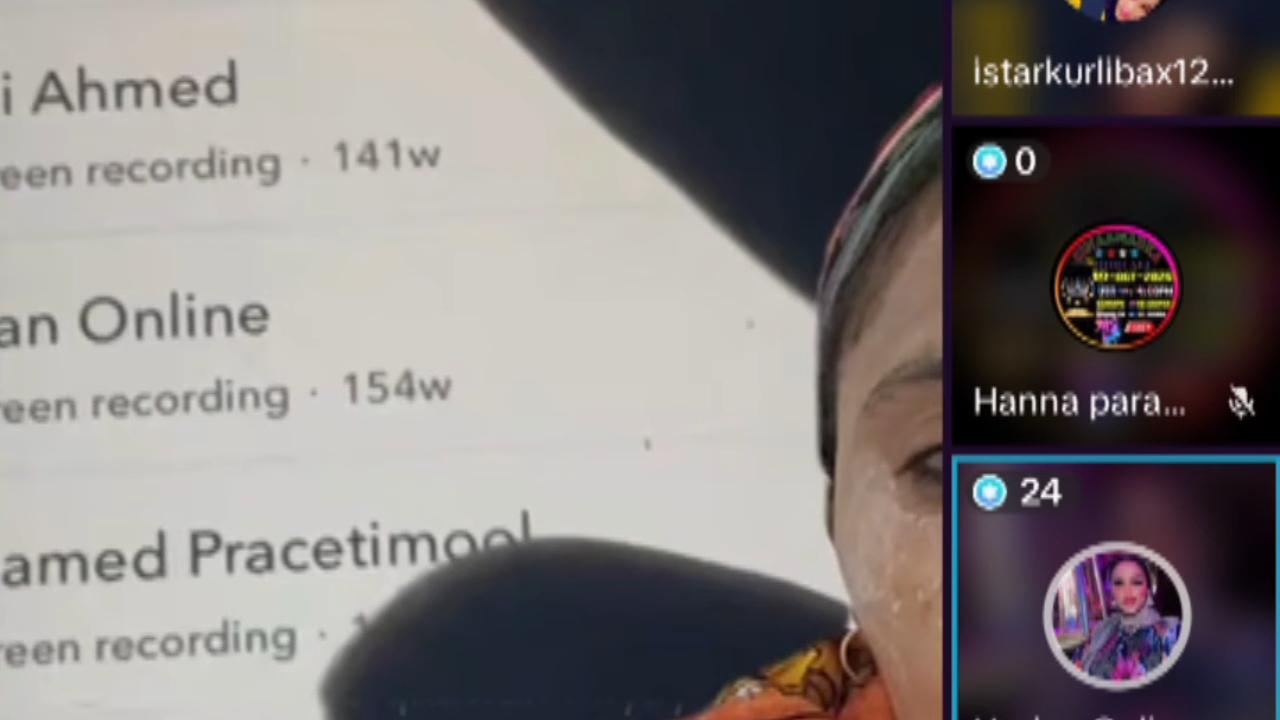 i Ahmed
een recording · 141w
an Online
reen recording · 154w
amed Pracetimool
reen recording ·
istarkurlibax12...
0
Hanna para...
24